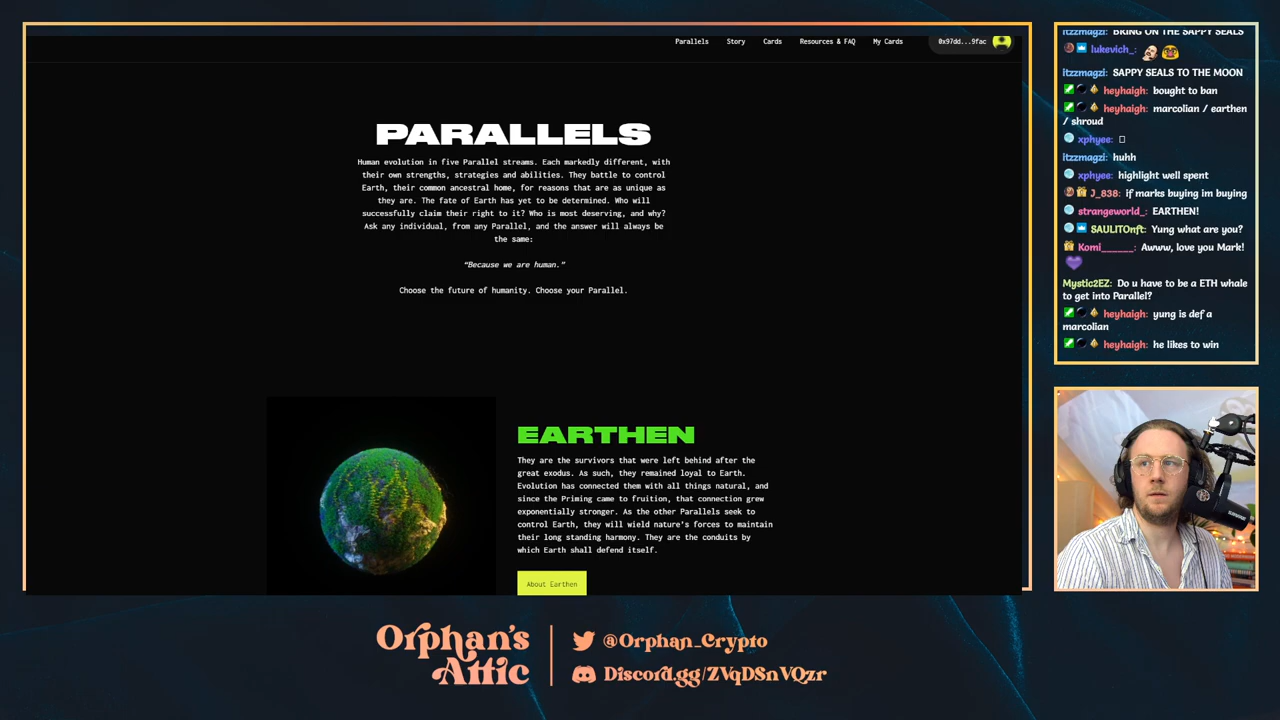 Parallels Story Cards Resources & FAQ My Cards 0x97dd...9fac
PARALLELS
Human evolution in five Parallel streams. Each markedly different, with
their own strengths, strategies and abilities. They battle to control
Earth, their common ancestral home, for reasons that are as unique as
they are. The fate of Earth has yet to be determined. Who will
successfully claim their right to it? Who is most deserving, and why?
Ask any individual, from any Parallel, and the answer will always be
the same:
“Because we are human.”
Choose the future of humanity. Choose your Parallel.
EARTHEN
They are the survivors that were left behind after the
great exodus. As such, they remained loyal to Earth.
Evolution has connected them with all things natural, and
since the Priming came to fruition, that connection grew
exponentially stronger. As the other Parallels seek to
control Earth, they will wield nature's forces to maintain
their long standing harmony. They are the conduits by
which Earth shall defend itself.
About Earthen
itzzmagzi: BRING ON THE SAPPY SEALS
lukevich_:
itzzmagzi: SAPPY SEALS TO THE MOON
heyhaigh: bought to ban
heyhaigh: marcolian / earthen
/ shroud
xphyee:
itzzmagzi: huhh
xphyee: highlight well spent
J_838: if marks buying im buying
strangeworld_: EARTHEN!
SAULITOnft: Yung what are you?
Komi______: Awww, love you Mark!
Mystic2EZ: Do u have to be a ETH whale
to get into Parallel?
heyhaigh: yung is def a
marcolian
heyhaigh: he likes to win
Orphan's
Attic
@Orphan_Crypto
Discord.gg/ZVqDSnVQzr